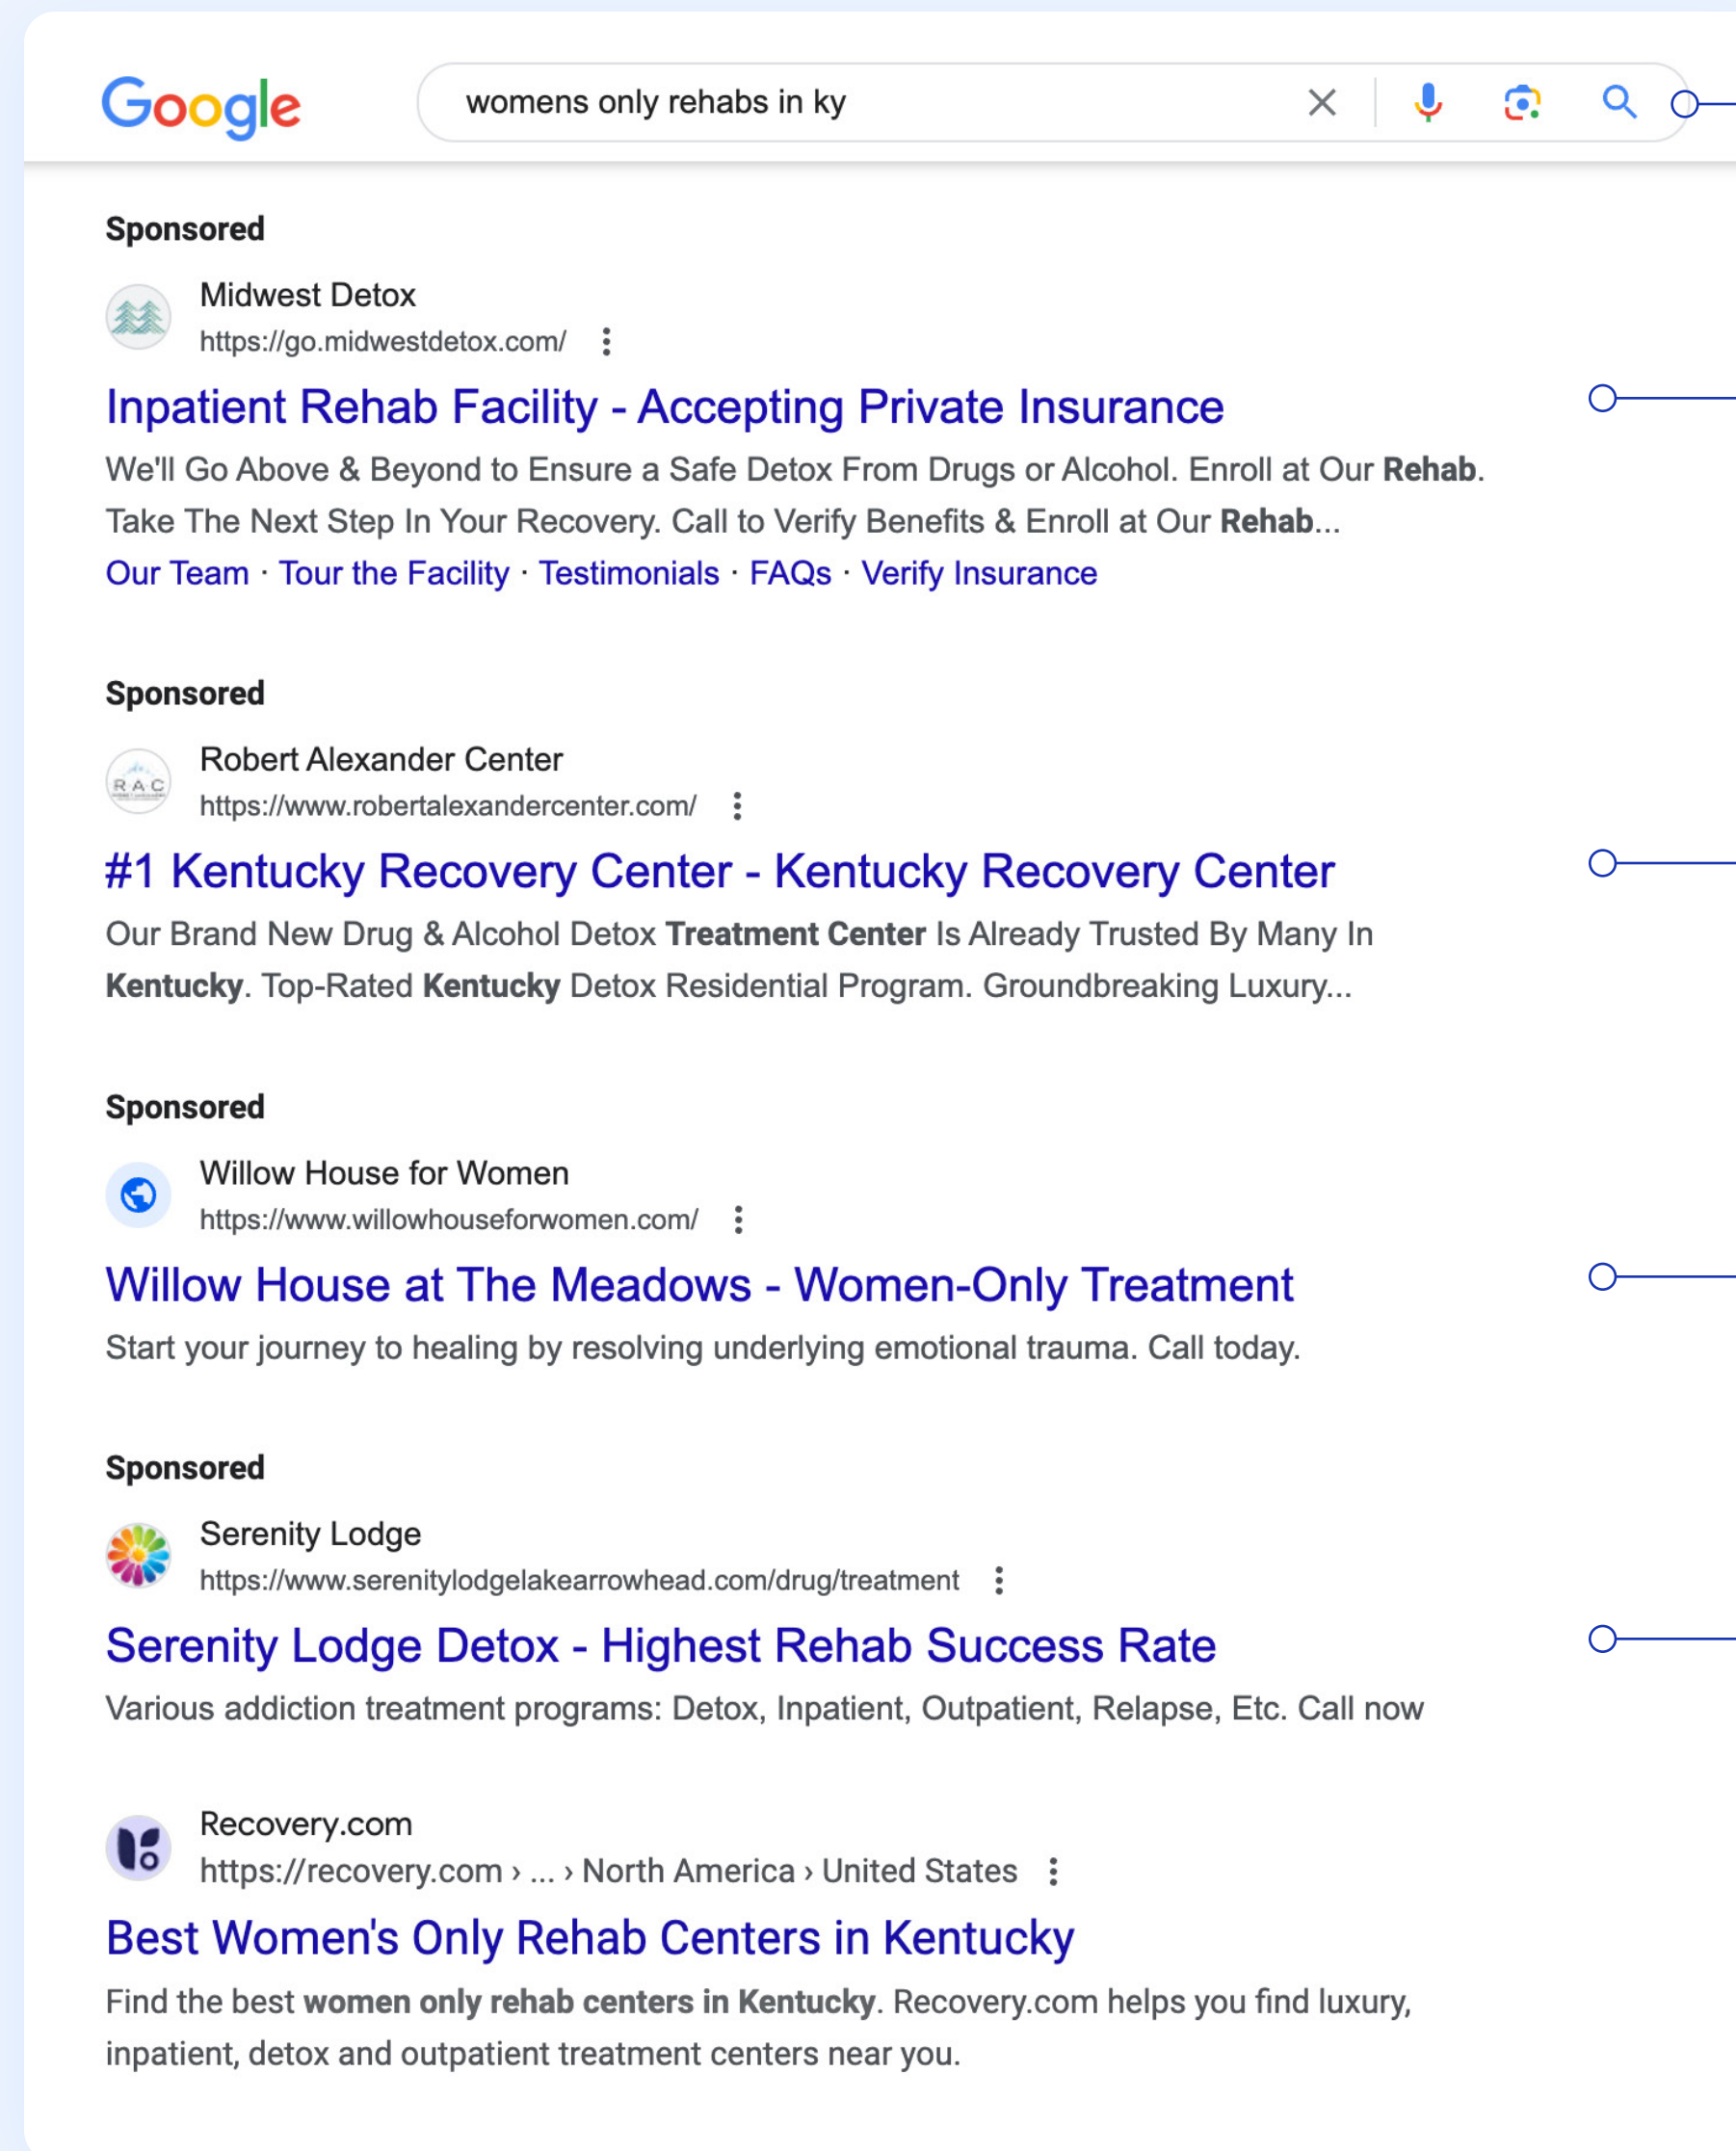 Google
womens only rehabs in ky
Sponsored
Midwest Detox
https://go.midwestdetox.com/
Inpatient Rehab Facility - Accepting Private Insurance
We'll Go Above & Beyond to Ensure a Safe Detox From Drugs or Alcohol. Enroll at Our Rehab.
Take The Next Step In Your Recovery. Call to Verify Benefits & Enroll at Our Rehab...
Our Team · Tour the Facility · Testimonials · FAQs · Verify Insurance
Sponsored
RAC
Robert Alexander Center
https://www.robertalexandercenter.com/
#1 Kentucky Recovery Center - Kentucky Recovery Center
Our Brand New Drug & Alcohol Detox Treatment Center Is Already Trusted By Many In
Kentucky. Top-Rated Kentucky Detox Residential Program. Groundbreaking Luxury...
Sponsored
Willow House for Women
https://www.willowhouseforwomen.com/
Willow House at The Meadows - Women-Only Treatment
Start your journey to healing by resolving underlying emotional trauma. Call today.
Sponsored
Serenity Lodge
https://www.serenitylodgelakearrowhead.com/drug/treatment
Serenity Lodge Detox - Highest Rehab Success Rate
Various addiction treatment programs: Detox, Inpatient, Outpatient, Relapse, Etc. Call now
Recovery.com
https://recovery.com › ... › North America › United States
Best Women's Only Rehab Centers in Kentucky
Find the best women only rehab centers in Kentucky. Recovery.com helps you find luxury,
inpatient, detox and outpatient treatment centers near you.